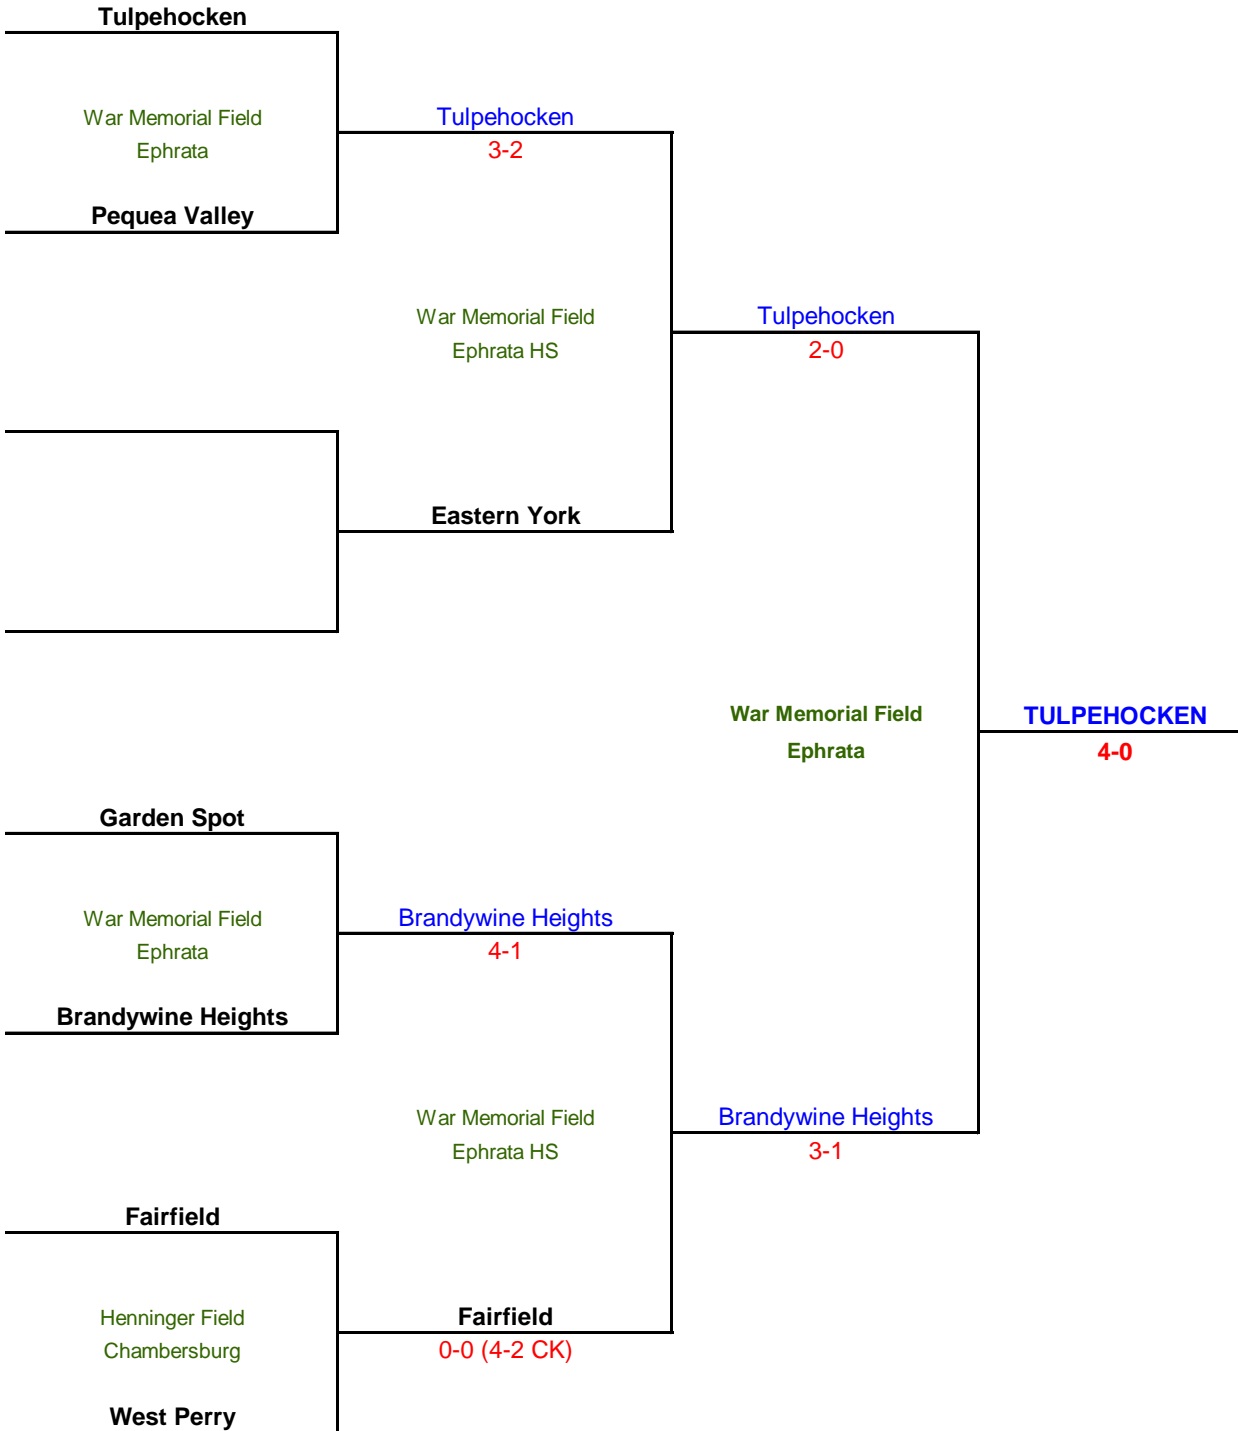 Tulpehocken
War Memorial Field
Ephrata
Tulpehocken
3-2
Pequea Valley
War Memorial Field
Ephrata HS
Tulpehocken
2-0
Eastern York
War Memorial Field
Ephrata
TULPEHOCKEN
4-0
Garden Spot
War Memorial Field
Ephrata
Brandywine Heights
4-1
Brandywine Heights
War Memorial Field
Ephrata HS
Brandywine Heights
3-1
Fairfield
Henninger Field
Chambersburg
Fairfield
0-0 (4-2 CK)
West Perry